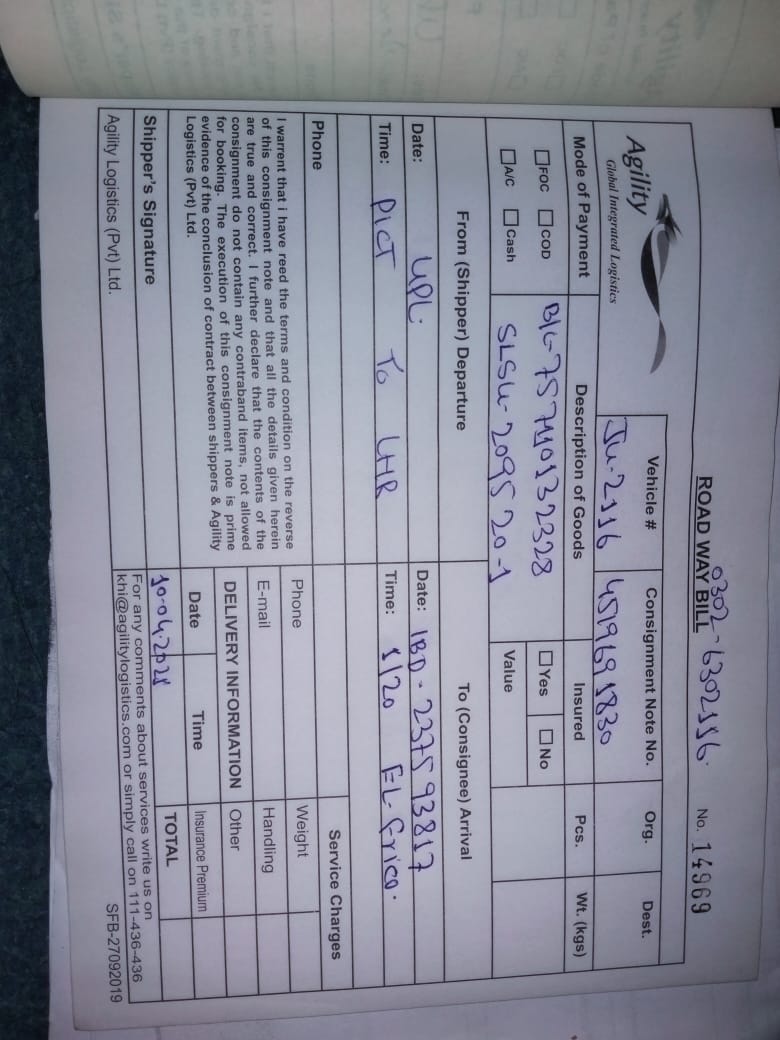 0302-6302116
ROAD WAY BILL No. 14969
Agility
Global Integrated Logistics
Vehicle # Consignment Note No. Org. Dest.
JU-2116 4519691830
Mode of Payment Description of Goods Insured Pcs. Wt. (kgs)
FOC COD B/L-757110132328 Yes No
A/C Cash SLSU-209520-1 Value
From (Shipper) Departure To (Consignee) Arrival
Date: UPL Date: IBD-237593817
Time: PICT To LHR Time: 1/20 EL-Frico.
Service Charges
Phone
Phone Weight
I warrent that i have reed the terms and condition on the reverse
of this consignment note and that all the details given herein
are true and correct. I further declare that the contents of the
consignment do not contain any contraband items, not allowed
for booking. The execution of this consignment note is prime
evidence of the conclusion of contract between shippers & Agility
Logistics (Pvt) Ltd.
E-mail Handling
DELIVERY INFORMATION Other
Date Time Insurance Premium
10-04-2021 TOTAL
Shipper's Signature
For any comments about services write us on
khi@agilitylogistics.com or simply call on 111-436-436
Agility Logistics (Pvt) Ltd.
SFB-27092019